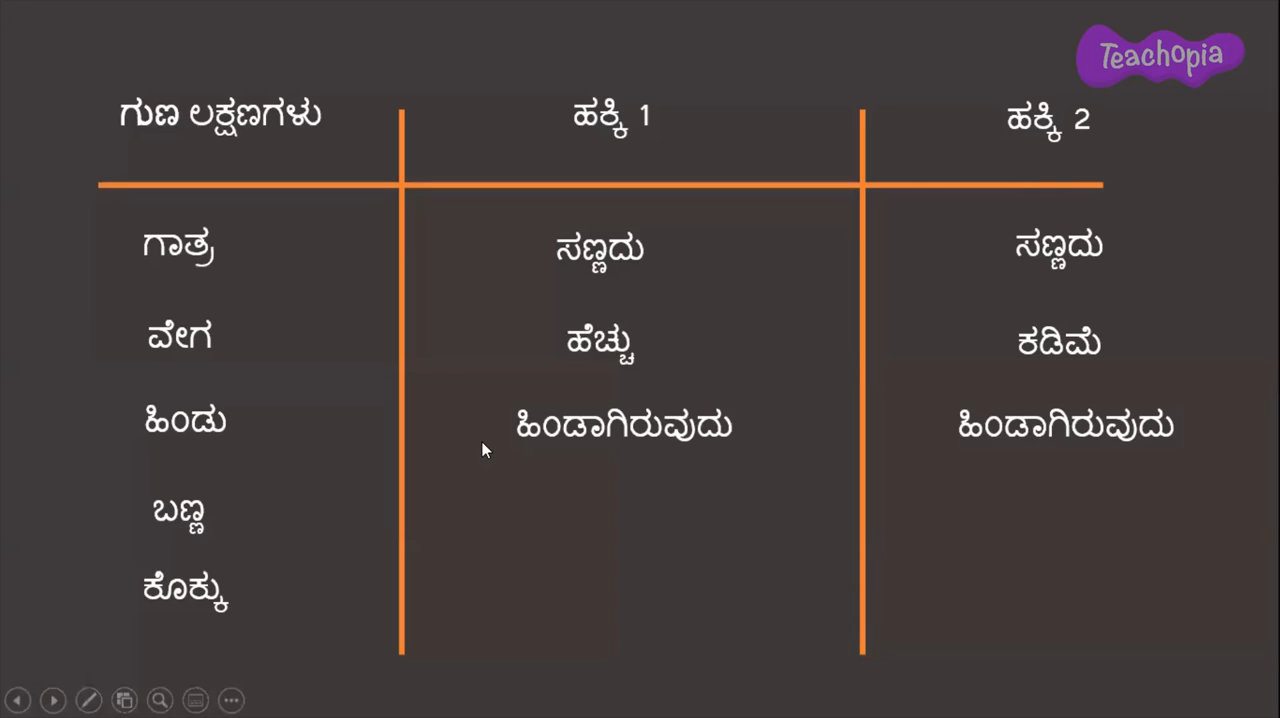 Teachopia
ಗುಣ ಲಕ್ಷಣಗಳು ಹಕ್ಕಿ 1 ಹಕ್ಕಿ 2
ಗಾತ್ರ ಸಣ್ಣದು ಸಣ್ಣದು
ವೇಗ ಹೆಚ್ಚು ಕಡಿಮೆ
ಹಿಂಡು ಹಿಂಡಾಗಿರುವುದು ಹಿಂಡಾಗಿರುವುದು
ಬಣ್ಣ
ಕೊಕ್ಕು